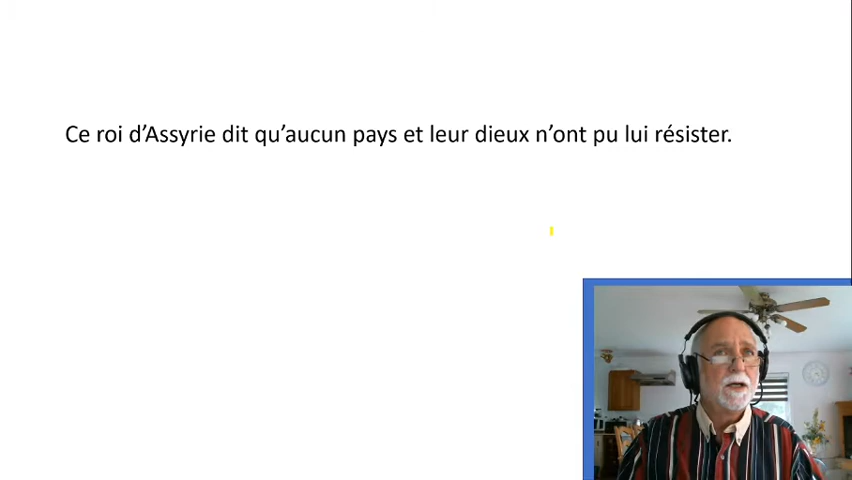 Ce roi d’Assyrie dit qu’aucun pays et leur dieux n’ont pu lui résister.